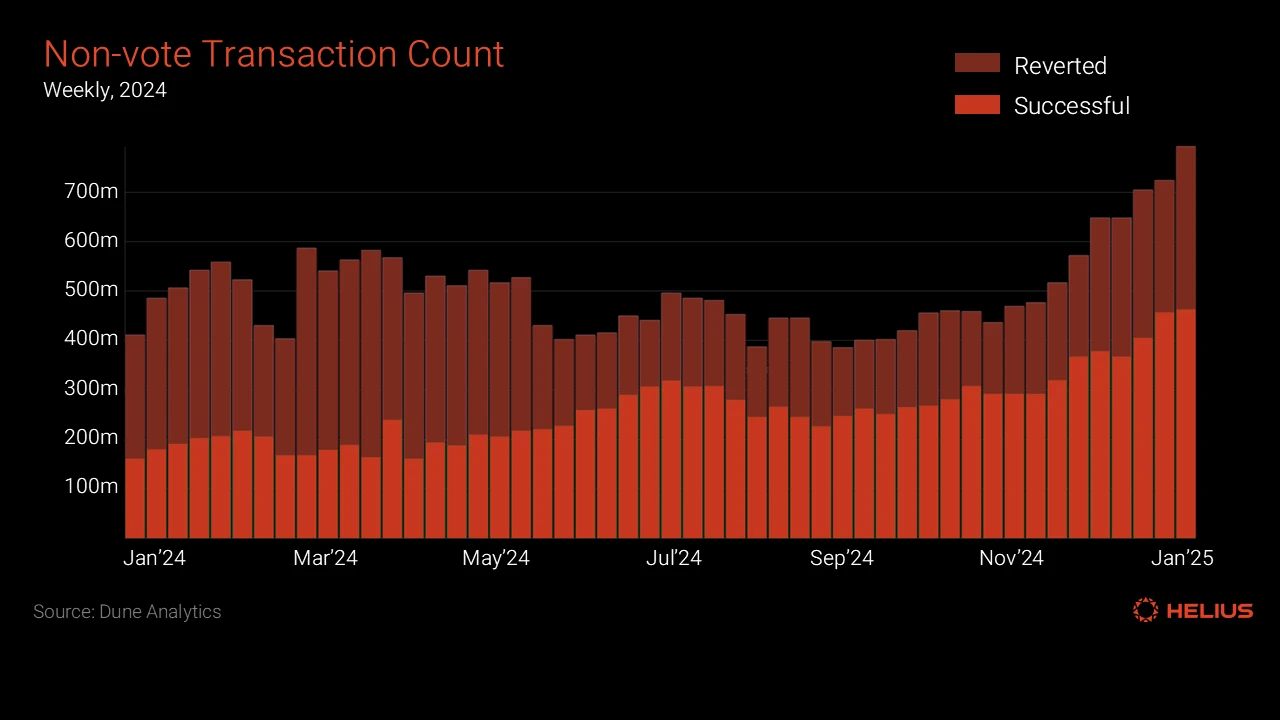 Non-vote Transaction Count
Weekly, 2024
Reverted
Successful
700m
600m
500m
400m
300m
200m
100m
Jan’24 Mar’24 May’24 Jul’24 Sep’24 Nov’24 Jan’25
Source: Dune Analytics
HELIUS